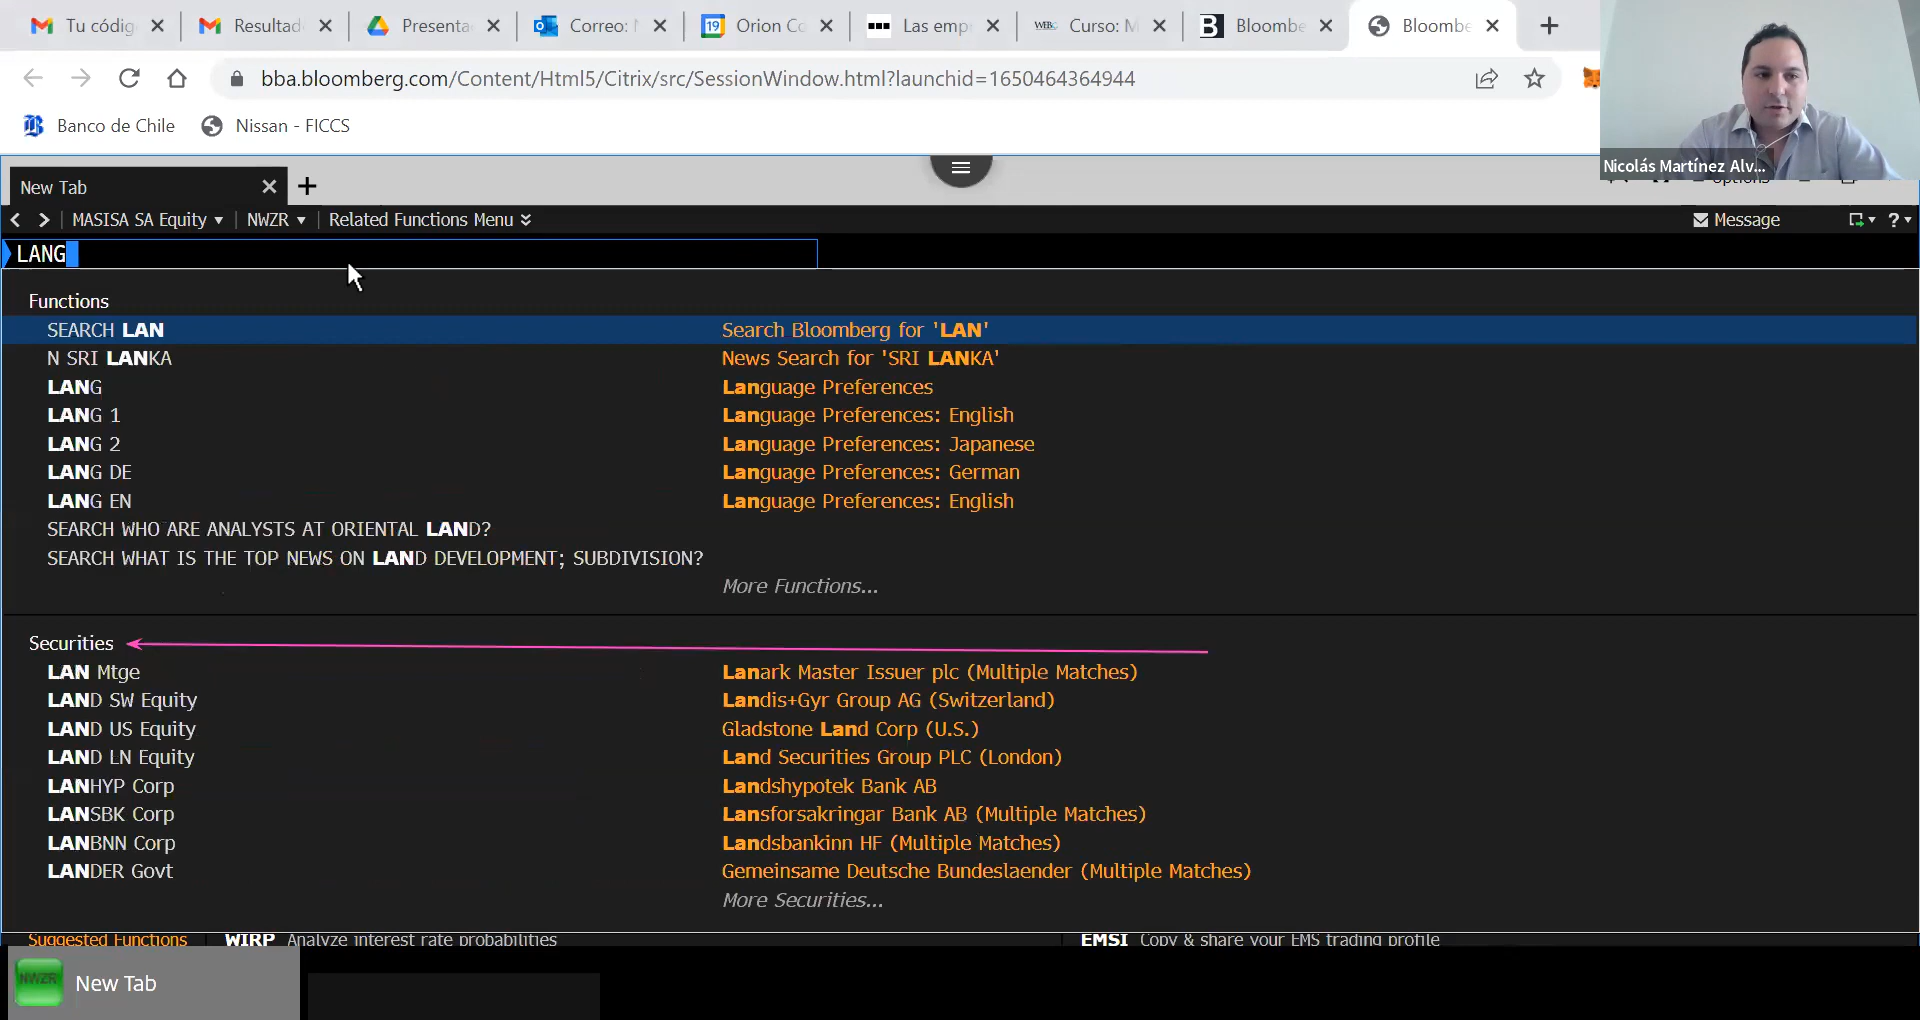 Tu códig
Resultad
Presenta
Correo: N
19
Orion Co
Las emp
WEBC
Curso: M
B
Bloombe
Bloombe
bba.bloomberg.com/Content/Html5/Citrix/src/SessionWindow.html?launchid=1650464364944
Banco de Chile
Nissan - FICCS
Nicolás Martínez Alv...
New Tab
MASISA SA Equity
NWZR
Related Functions Menu
Message
?
LANG
Functions
SEARCH LAN Search Bloomberg for 'LAN'
N SRI LANKA News Search for 'SRI LANKA'
LANG Language Preferences
LANG 1 Language Preferences: English
LANG 2 Language Preferences: Japanese
LANG DE Language Preferences: German
LANG EN Language Preferences: English
SEARCH WHO ARE ANALYSTS AT ORIENTAL LAND?
SEARCH WHAT IS THE TOP NEWS ON LAND DEVELOPMENT; SUBDIVISION?
More Functions...
Securities
LAN Mtge Lanark Master Issuer plc (Multiple Matches)
LAND SW Equity Landis+Gyr Group AG (Switzerland)
LAND US Equity Gladstone Land Corp (U.S.)
LAND LN Equity Land Securities Group PLC (London)
LANHYP Corp Landshypotek Bank AB
LANSBK Corp Lansforsakringar Bank AB (Multiple Matches)
LANBNN Corp Landsbankinn HF (Multiple Matches)
LANDER Govt Gemeinsame Deutsche Bundeslaender (Multiple Matches)
More Securities...
Suggested Functions WIRP Analyze interest rate probabilities EMSI Copy & share your EMS trading profile
NWZR
New Tab